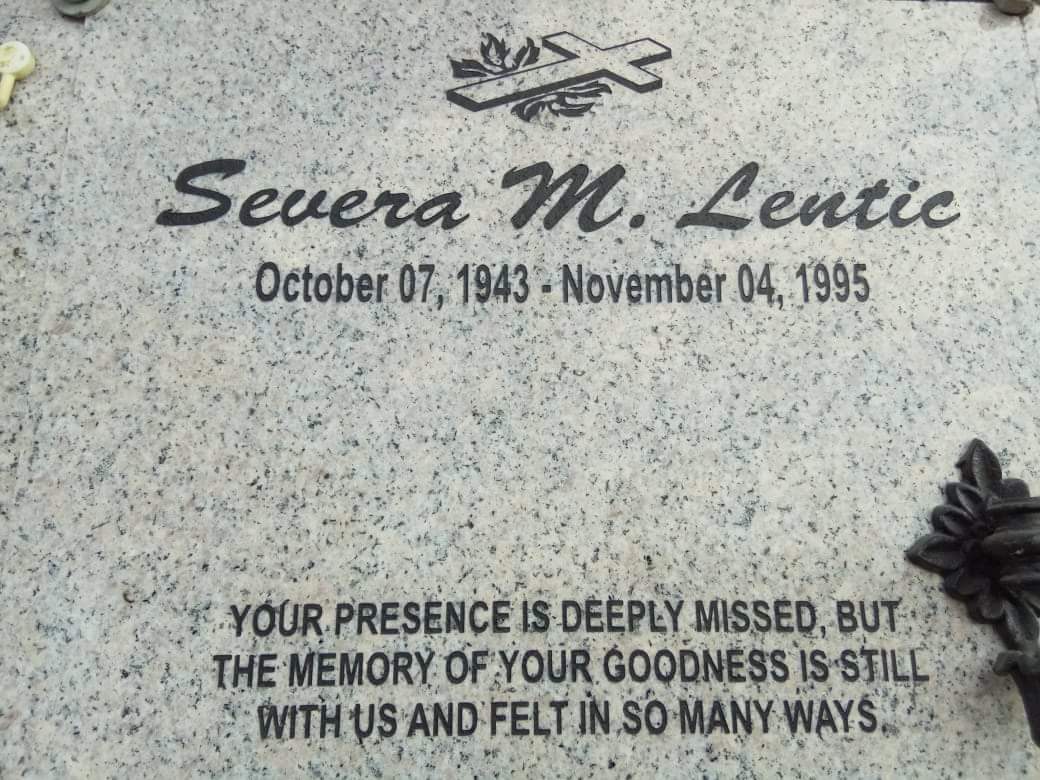 Severa M. Lentic
October 07, 1943 - November 04, 1995
YOUR PRESENCE IS DEEPLY MISSED, BUT
THE MEMORY OF YOUR GOODNESS IS STILL
WITH US AND FELT IN SO MANY WAYS.